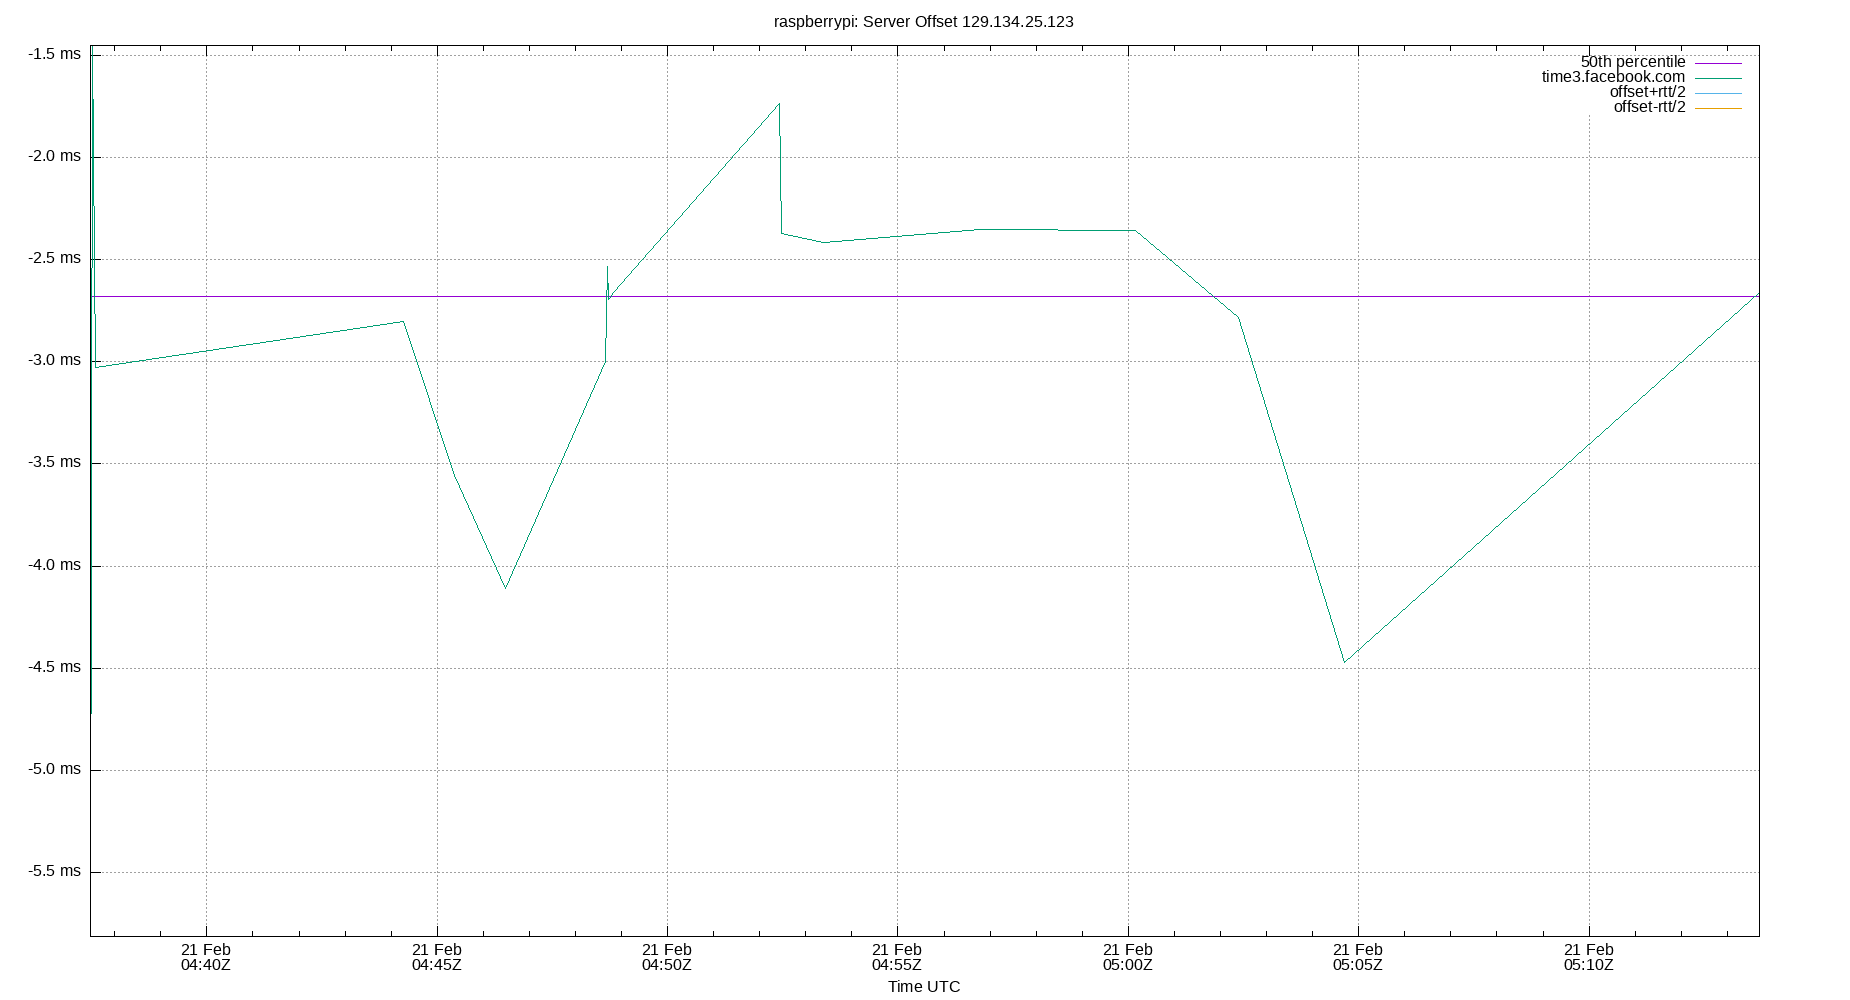 raspberrypi: Server Offset 129.134.25.123
50th percentile
time3.facebook.com
offset+rtt/2
offset-rtt/2
-1.5 ms
-2.0 ms
-2.5 ms
-3.0 ms
-3.5 ms
-4.0 ms
-4.5 ms
-5.0 ms
-5.5 ms
21 Feb 21 Feb 21 Feb 21 Feb 21 Feb 21 Feb 21 Feb
04:40Z 04:45Z 04:50Z 04:55Z 05:00Z 05:05Z 05:10Z
Time UTC